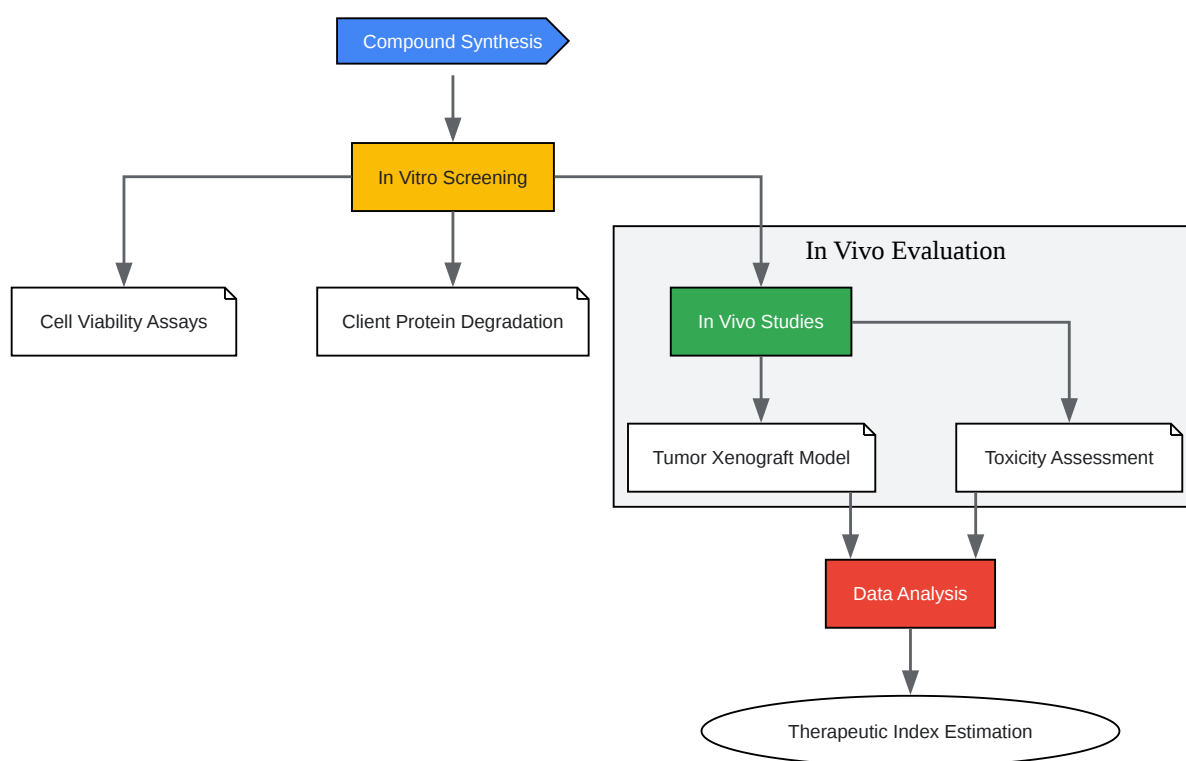 Compound Synthesis
In Vitro Screening
In Vivo Evaluation
Cell Viability Assays
Client Protein Degradation
In Vivo Studies
Tumor Xenograft Model
Toxicity Assessment
Data Analysis
Therapeutic Index Estimation